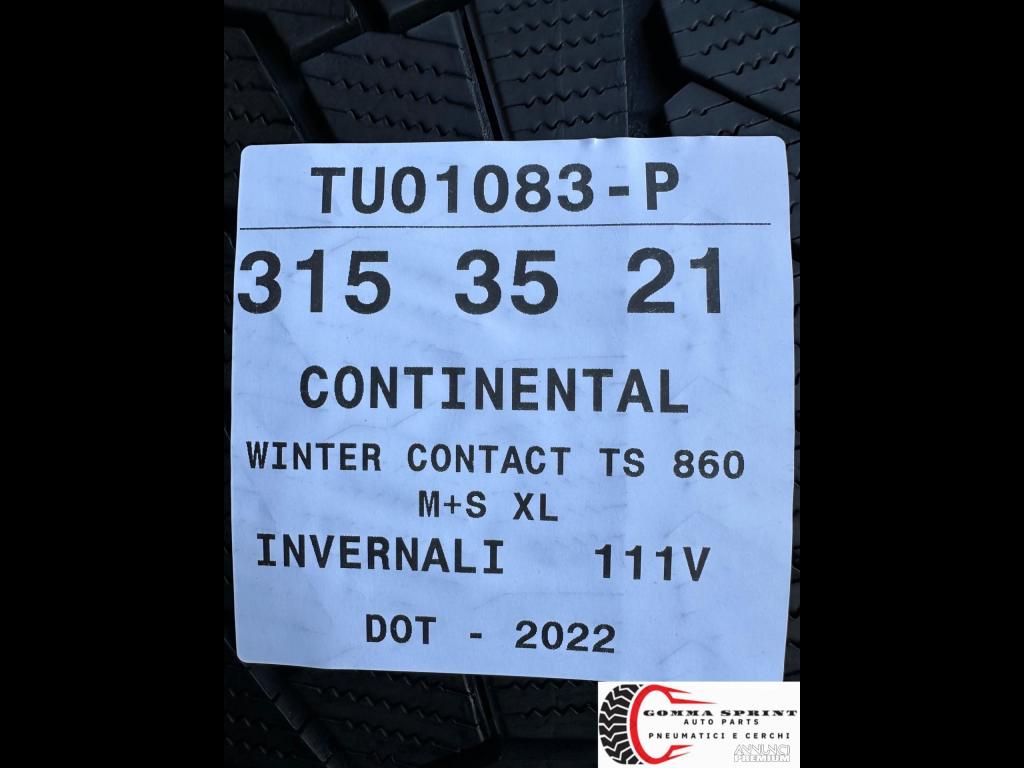 TU01083-P
315 35 21
CONTINENTAL
WINTER CONTACT TS 860
M+S XL
INVERNALI 111V
DOT - 2022
GOMMA SPRINT
AUTO PARTS
PNEUMATICI E CERCHI
ANNUNCI
PREMIUM